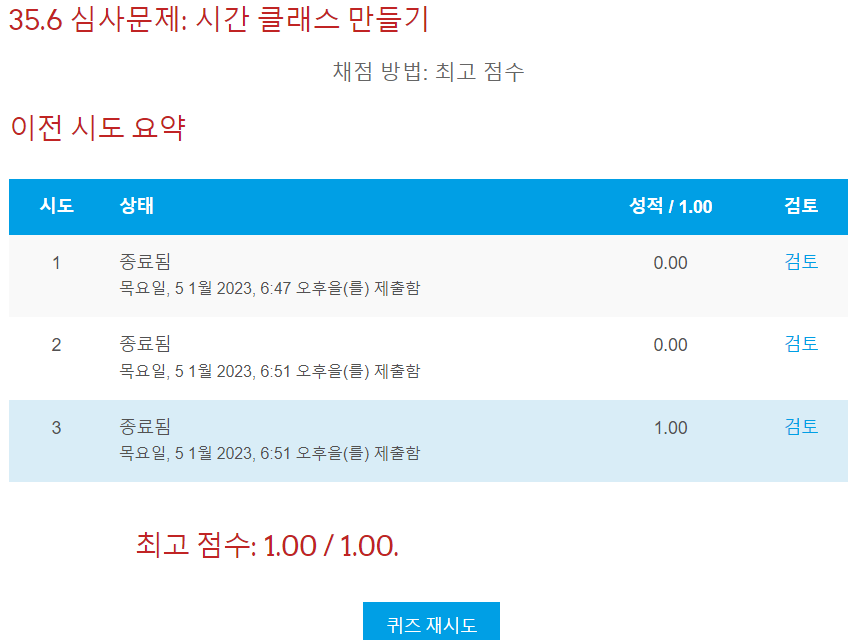 35.6 심사문제: 시간 클래스 만들기
채점 방법: 최고 점수
이전 시도 요약
시도 상태 성적 / 1.00 검토
1 종료됨 0.00 검토
목요일, 5 1월 2023, 6:47 오후을(를) 제출함
2 종료됨 0.00 검토
목요일, 5 1월 2023, 6:51 오후을(를) 제출함
3 종료됨 1.00 검토
목요일, 5 1월 2023, 6:51 오후을(를) 제출함
최고 점수: 1.00 / 1.00.
퀴즈 재시도